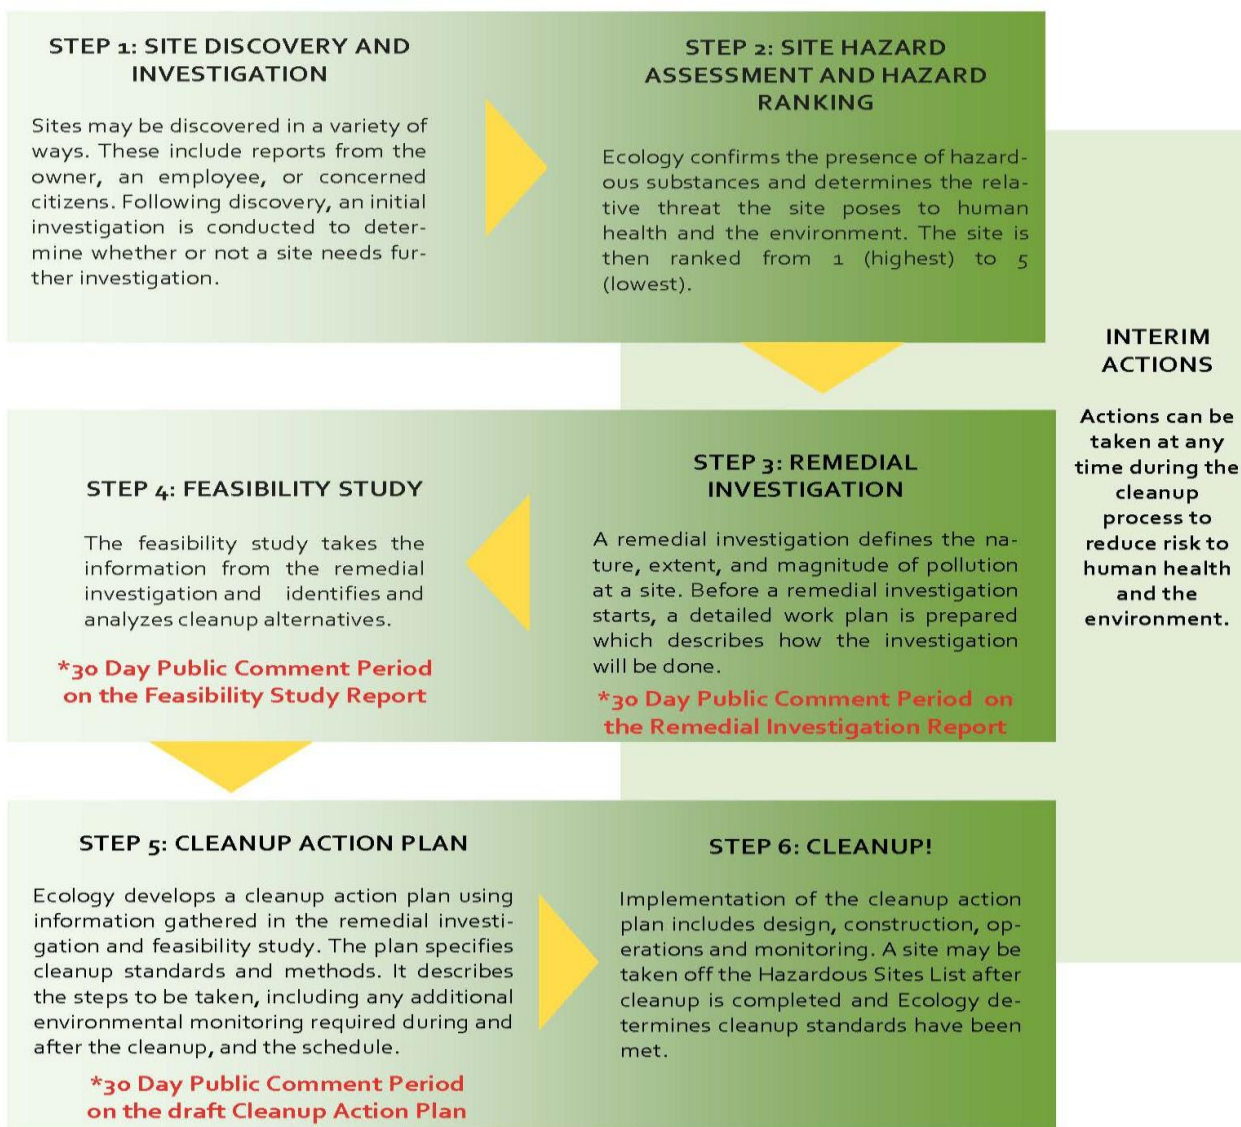 STEP 1: SITE DISCOVERY AND
INVESTIGATION
Sites may be discovered in a variety of
ways. These include reports from the
owner, an employee, or concerned
citizens. Following discovery, an initial
investigation is conducted to deter-
mine whether or not a site needs fur-
ther investigation.
STEP 2: SITE HAZARD
ASSESSMENT AND HAZARD
RANKING
Ecology confirms the presence of hazard-
ous substances and determines the rela-
tive threat the site poses to human
health and the environment. The site is
then ranked from 1 (highest) to 5
(lowest).
STEP 3: REMEDIAL
INVESTIGATION
A remedial investigation defines the na-
ture, extent, and magnitude of pollution
at a site. Before a remedial investigation
starts, a detailed work plan is prepared
which describes how the investigation
will be done.
*30 Day Public Comment Period on
the Remedial Investigation Report
STEP 4: FEASIBILITY STUDY
The feasibility study takes the
information from the remedial
investigation and identifies and
analyzes cleanup alternatives.
*30 Day Public Comment Period
on the Feasibility Study Report
STEP 5: CLEANUP ACTION PLAN
Ecology develops a cleanup action plan using
information gathered in the remedial investi-
gation and feasibility study. The plan specifies
cleanup standards and methods. It describes
the steps to be taken, including any additional
environmental monitoring required during and
after the cleanup, and the schedule.
*30 Day Public Comment Period
on the draft Cleanup Action Plan
STEP 6: CLEANUP!
Implementation of the cleanup action
plan includes design, construction, op-
erations and monitoring. A site may be
taken off the Hazardous Sites List after
cleanup is completed and Ecology de-
termines cleanup standards have been
met.
INTERIM
ACTIONS
Actions can be
taken at any
time during the
cleanup
process to
reduce risk to
human health
and the
environment.